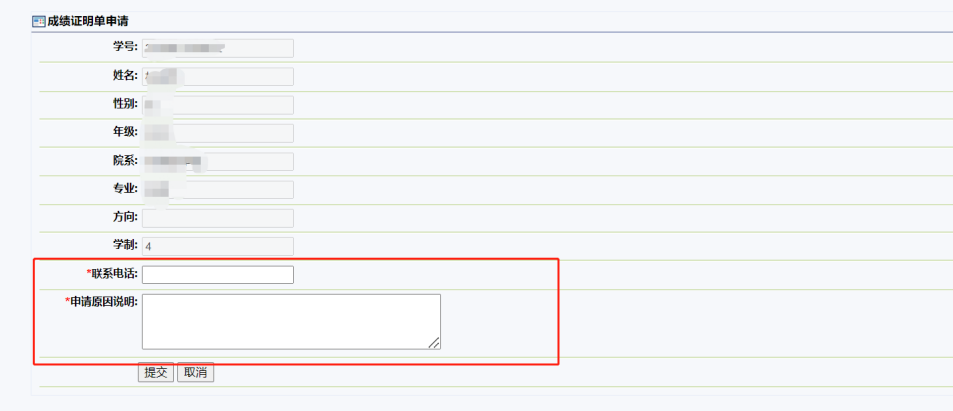 成绩证明单申请
学号:
姓名:
性别:
年级:
院系:
专业:
方向:
学制: 4
*联系电话:
*申请原因说明:
提交 取消